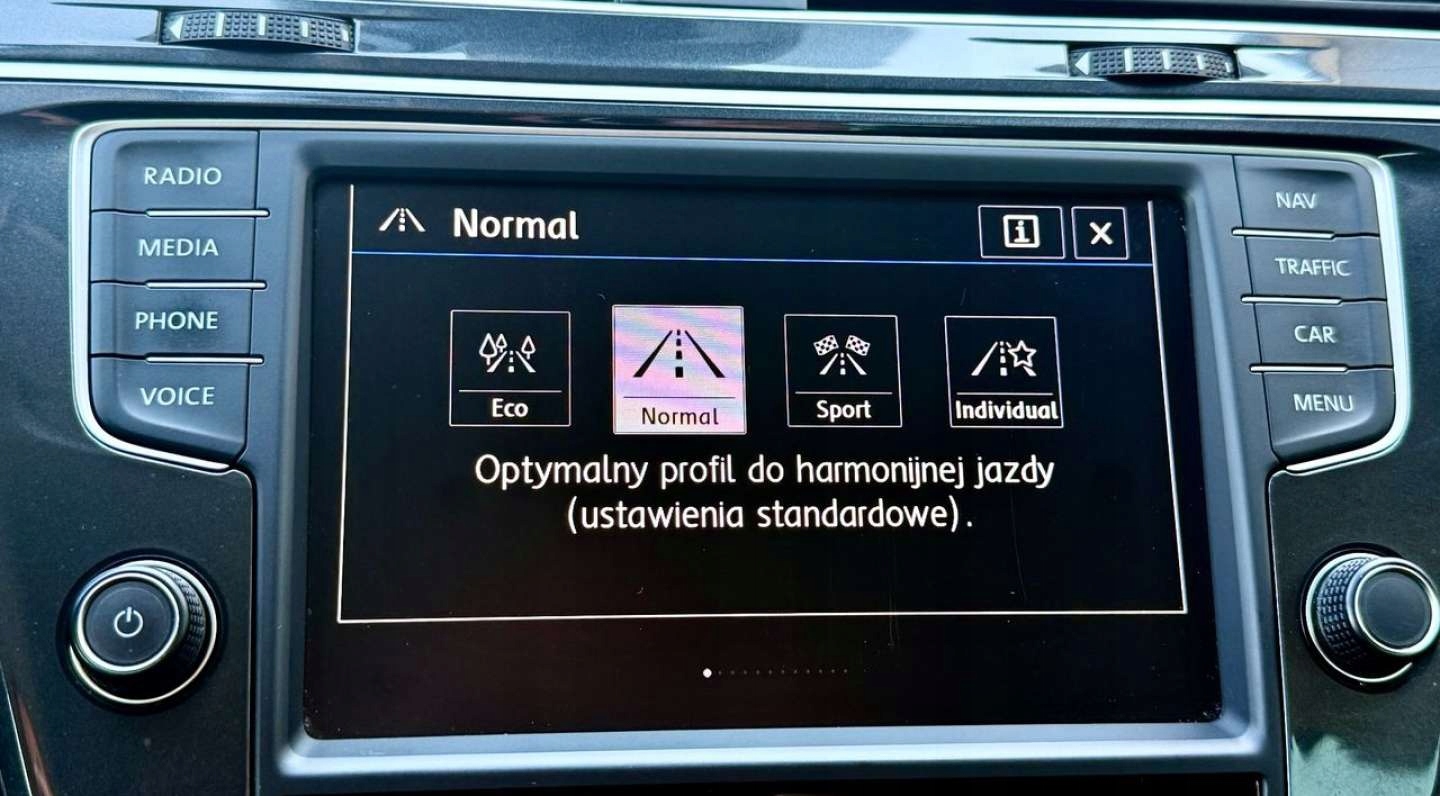 RADIO
MEDIA
PHONE
VOICE
Normal
i
X
Eco
Normal
Sport
Individual
Optymalny profil do harmonijnej jazdy
(ustawienia standardowe).
NAV
TRAFFIC
CAR
MENU